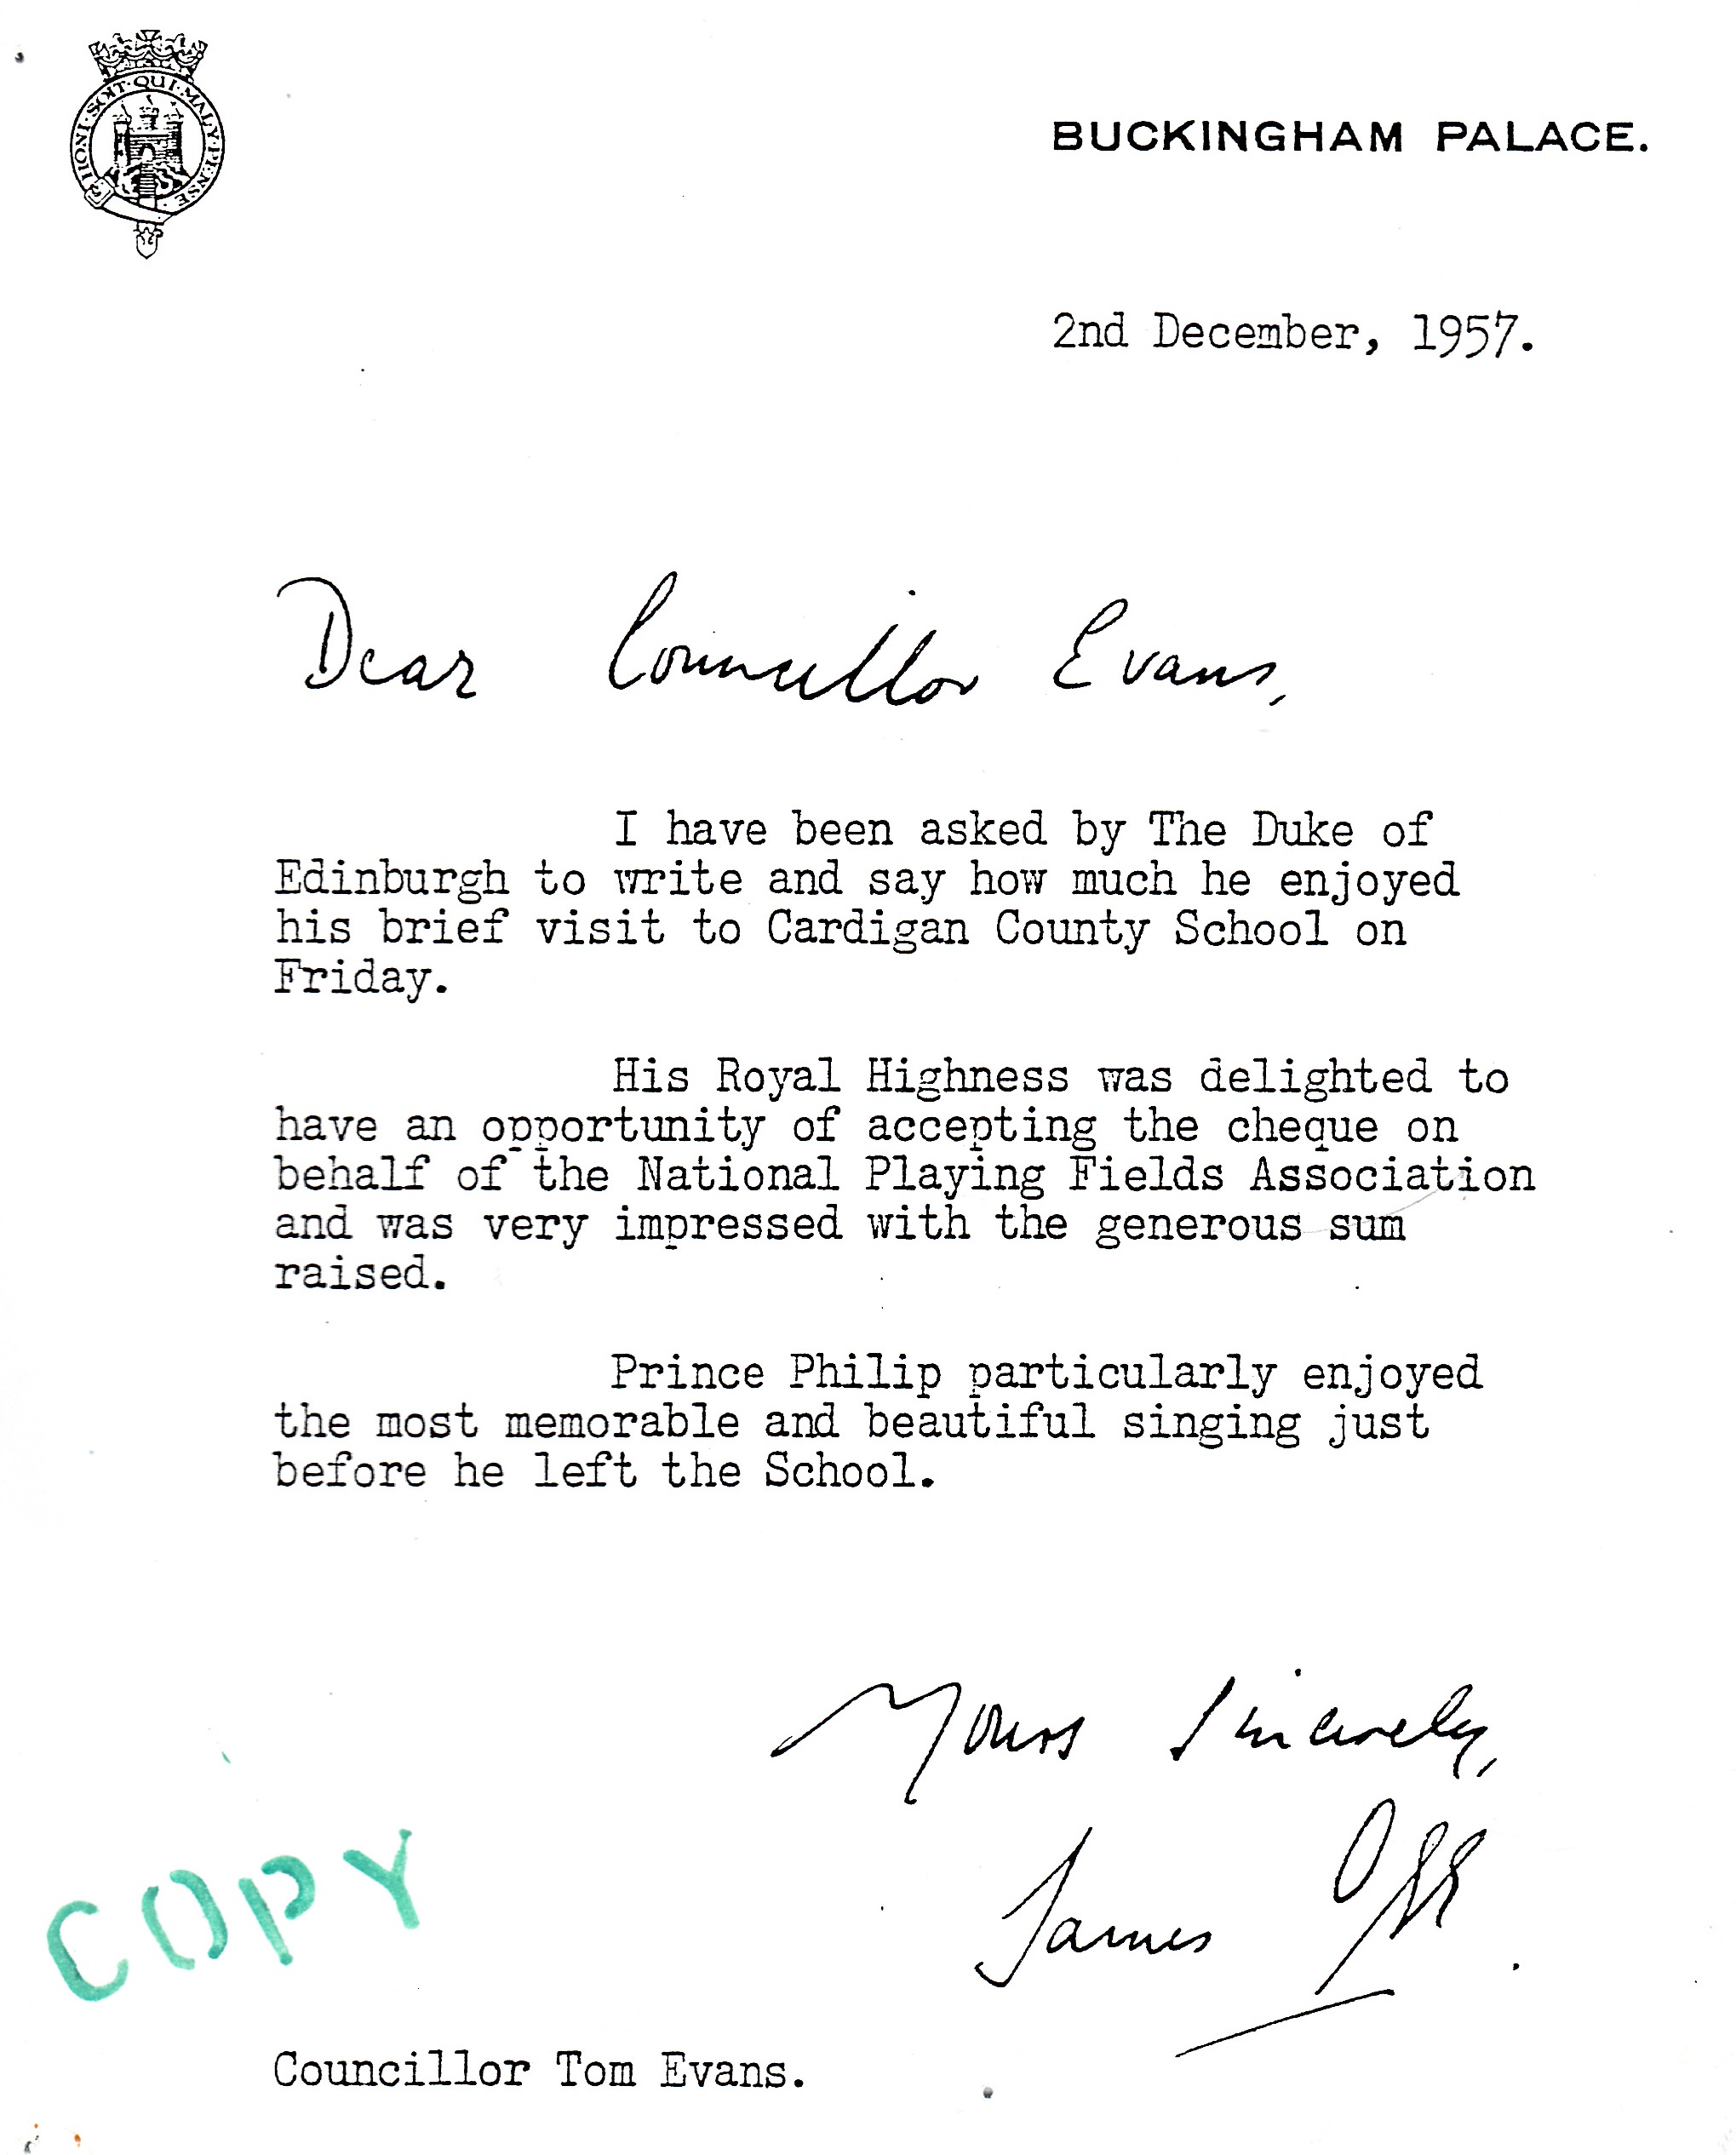 HONI·SOIT·QUI·MAL·Y·PENSE
BUCKINGHAM PALACE.
2nd December, 1957.
Dear Councillor Evans,
I have been asked by The Duke of
Edinburgh to write and say how much he enjoyed
his brief visit to Cardigan County School on
Friday.
His Royal Highness was delighted to
have an opportunity of accepting the cheque on
behalf of the National Playing Fields Association
and was very impressed with the generous sum
raised.
Prince Philip particularly enjoyed
the most memorable and beautiful singing just
before he left the School.
Yours sincerely,
James Orr.
COPY
Councillor Tom Evans.